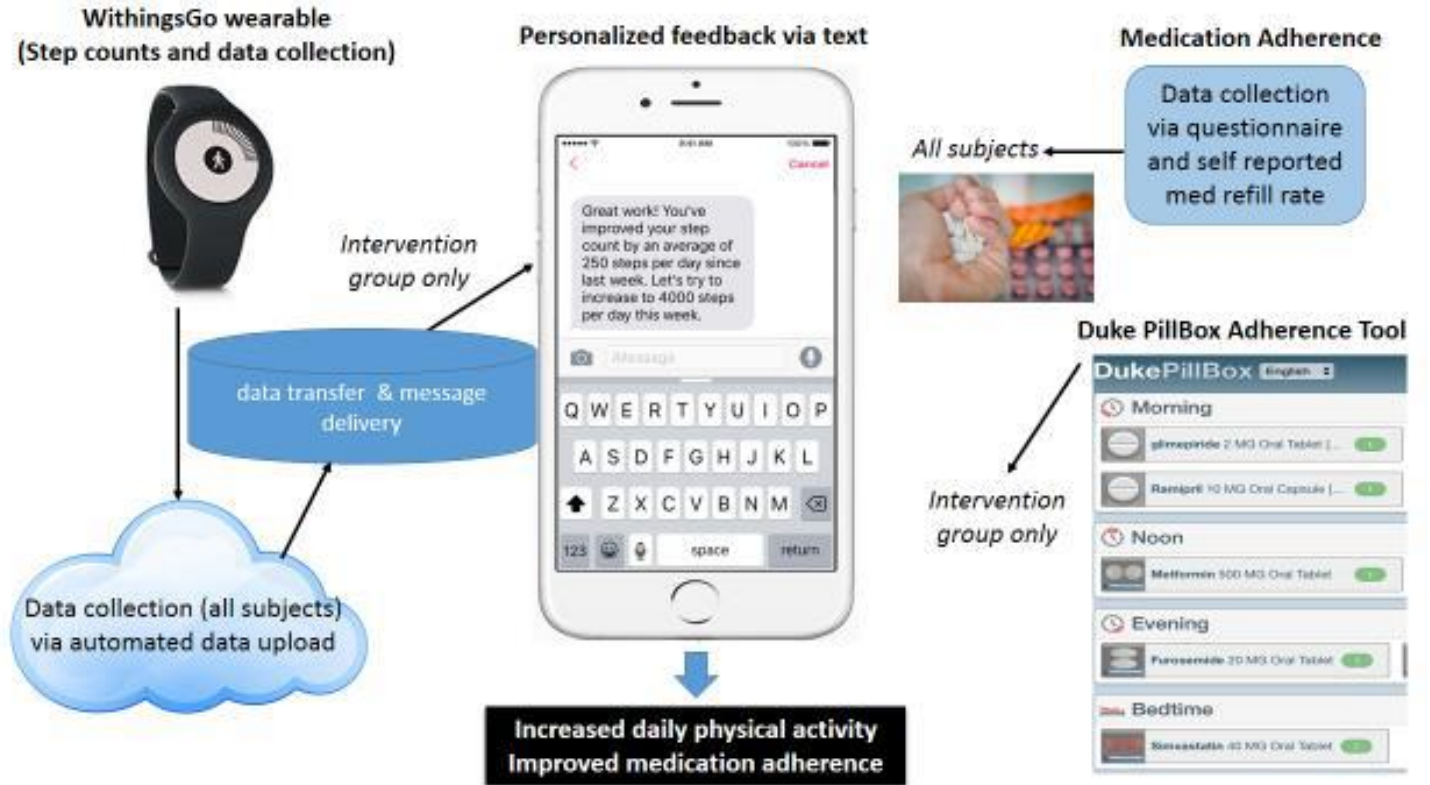 WithingsGo wearable
(Step counts and data collection)
Personalized feedback via text
Medication Adherence
Data collection
via questionnaire
and self reported
med refill rate
All subjects
Intervention
group only
9:41 AM
100%
Cancel
Great work! You've
improved your step
count by an average of
250 steps per day since
last week. Let's try to
increase to 4000 steps
per day this week.
iMessage
Q W E R T Y U I O P
A S D F G H J K L
Z X C V B N M
123
space
return
data transfer & message
delivery
Data collection (all subjects)
via automated data upload
Increased daily physical activity
Improved medication adherence
Duke PillBox Adherence Tool
DukePillBox English
Morning
glimepiride 2 MG Oral Tablet [...
Ramipril 10 MG Oral Capsule [...
Noon
Metformin 500 MG Oral Tablet
Evening
Furosemide 20 MG Oral Tablet
Bedtime
Simvastatin 40 MG Oral Tablet
Intervention
group only